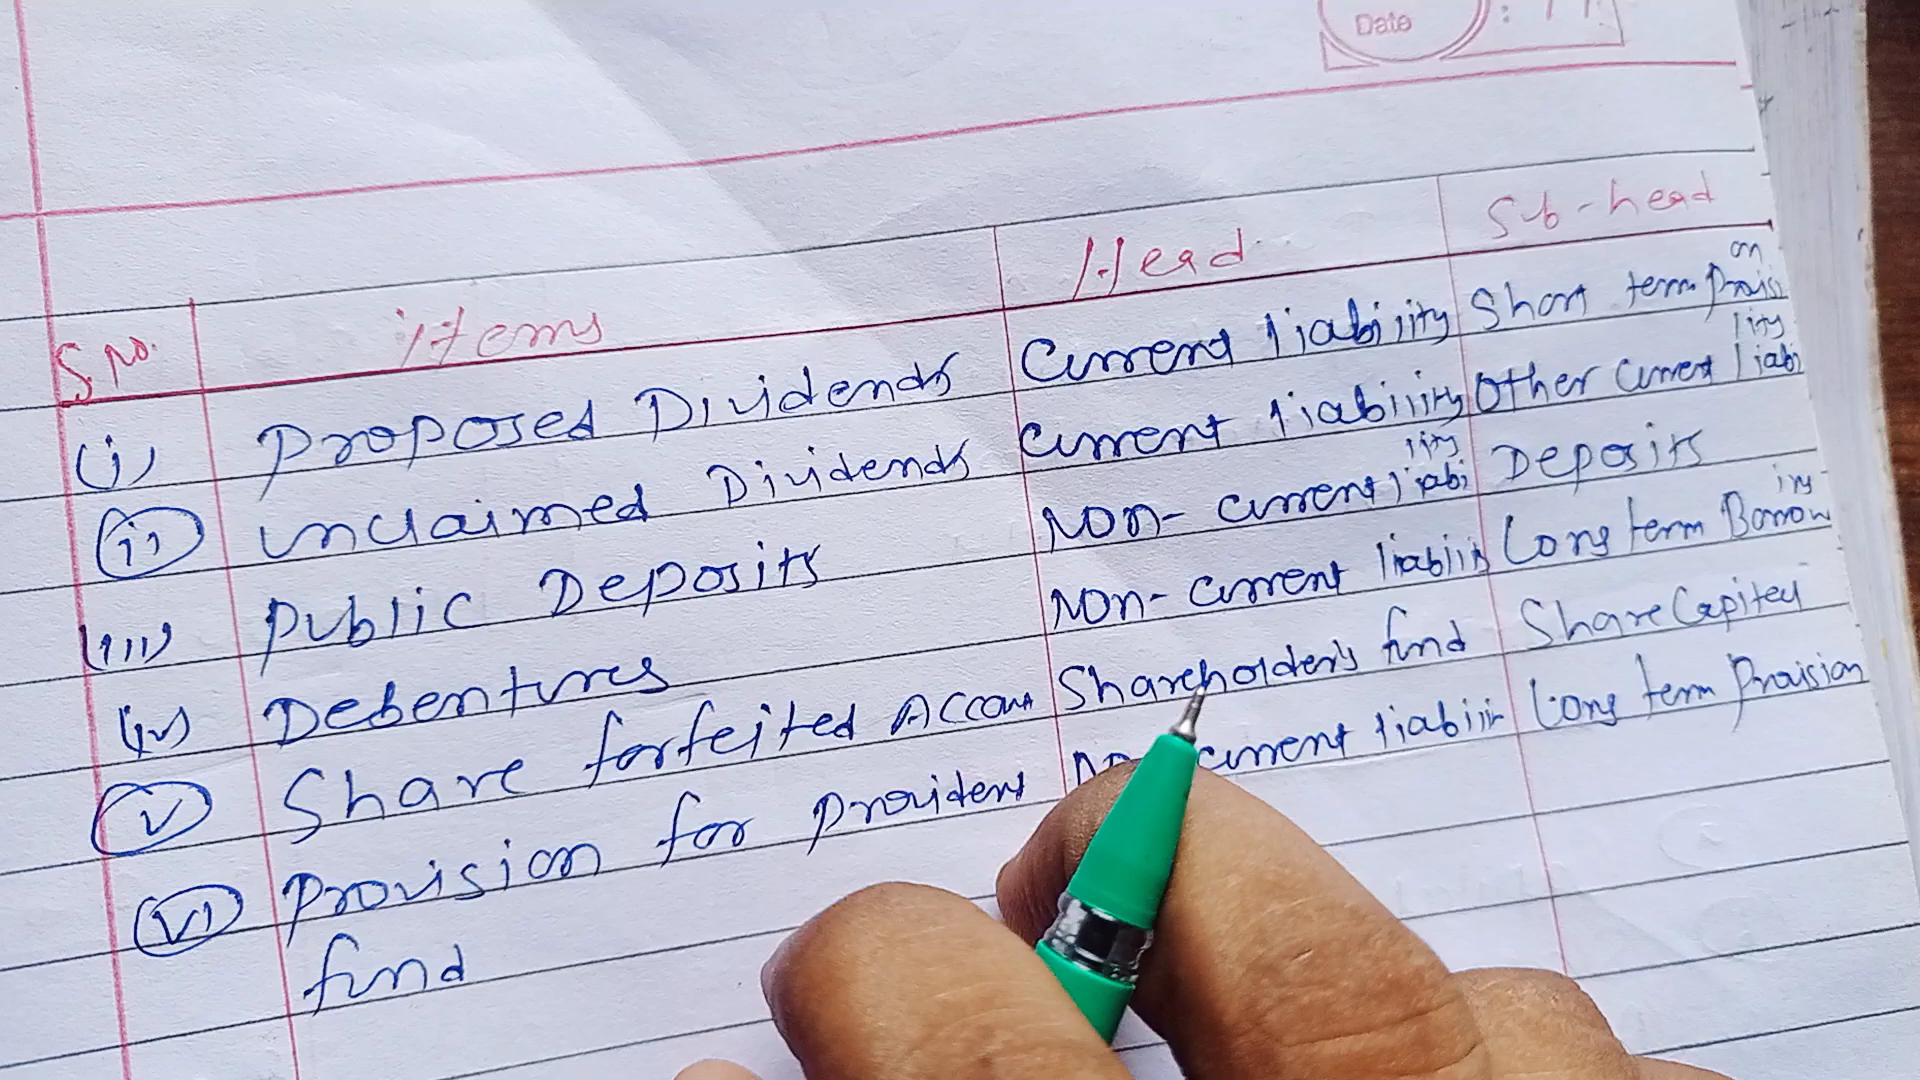 Date
S.No. Items Head Sub-head
(i) Proposed Dividends Current liability Short term Provision
(ii) unclaimed Dividends Current liability Other Current liability
(iii) Public Deposits Non-current liability Deposits
(iv) Debentures Non-current liability Long term Borrowing
(v) Share forfeited Account Shareholder's fund Share Capital
(vi) Provision for provident current liability Long term Provision
fund